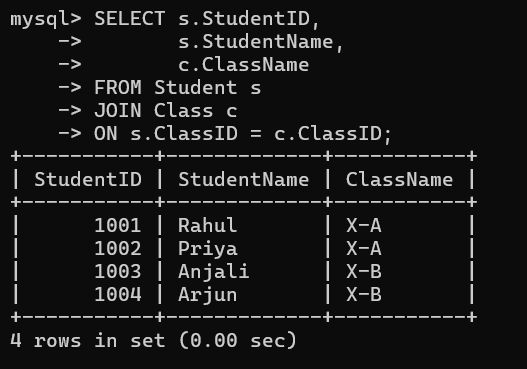 mysql> SELECT s.StudentID,
    ->        s.StudentName,
    ->        c.ClassName
    -> FROM Student s
    -> JOIN Class c
    -> ON s.ClassID = c.ClassID;
+-----------+-------------+-----------+
| StudentID | StudentName | ClassName |
+-----------+-------------+-----------+
|      1001 | Rahul       | X-A       |
|      1002 | Priya       | X-A       |
|      1003 | Anjali      | X-B       |
|      1004 | Arjun       | X-B       |
+-----------+-------------+-----------+
4 rows in set (0.00 sec)